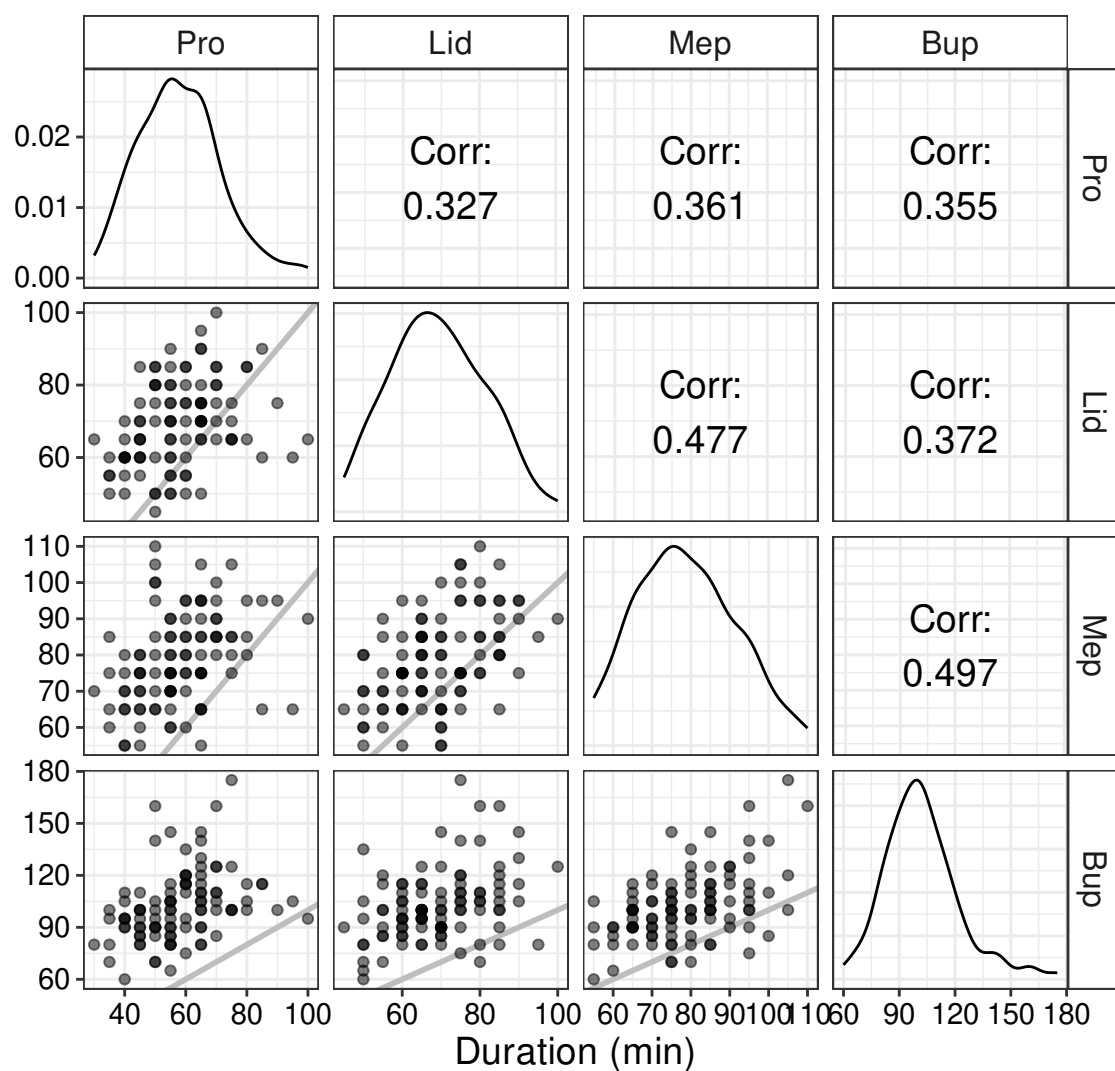 Pro Lid Mep Bup
0.02
0.01
0.00
Corr: Corr: Corr:
0.327 0.361 0.355
Pro
100
80
60
Corr: Corr:
0.477 0.372
Lid
110
100
90
80
70
60
Corr:
0.497
Mep
180
150
120
90
60
Bup
40 60 80 100 60 80 100 60 70 80 90 100 110 60 90 120 150 180
Duration (min)